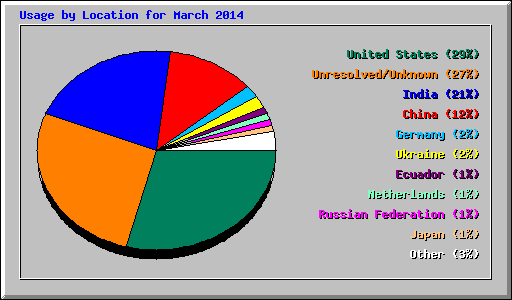 Usage by Location for March 2014
United States (29%)
Unresolved/Unknown (27%)
India (21%)
China (12%)
Germany (2%)
Ukraine (2%)
Ecuador (1%)
Netherlands (1%)
Russian Federation (1%)
Japan (1%)
Other (3%)